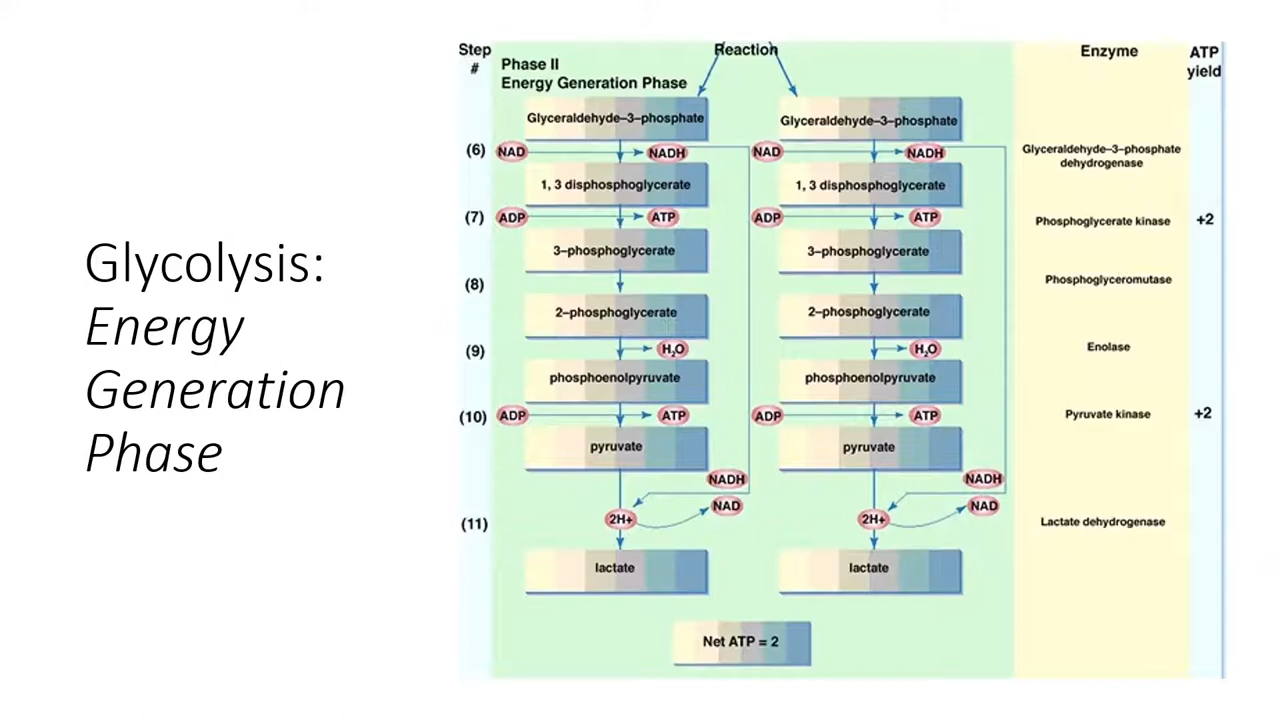 Glycolysis:
Energy
Generation
Phase
Step
#
Reaction
Enzyme
ATP
yield
Phase II
Energy Generation Phase
Glyceraldehyde–3–phosphate
Glyceraldehyde–3–phosphate
(6)
NAD
NADH
NAD
NADH
Glyceraldehyde–3–phosphate
dehydrogenase
1, 3 disphosphoglycerate
1, 3 disphosphoglycerate
(7)
ADP
ATP
ADP
ATP
Phosphoglycerate kinase
+2
3–phosphoglycerate
3–phosphoglycerate
(8)
Phosphoglyceromutase
2–phosphoglycerate
2–phosphoglycerate
(9)
H2O
H2O
Enolase
phosphoenolpyruvate
phosphoenolpyruvate
(10)
ADP
ATP
ADP
ATP
Pyruvate kinase
+2
pyruvate
pyruvate
NADH
NADH
NAD
NAD
(11)
2H+
2H+
Lactate dehydrogenase
lactate
lactate
Net ATP = 2